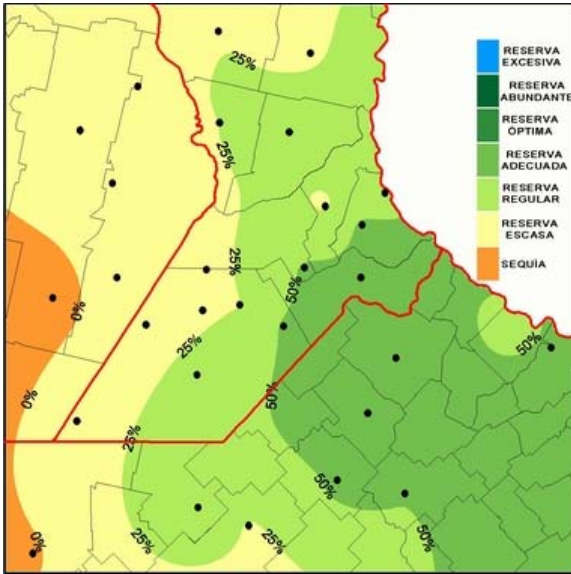 25%
RESERVA
EXCESIVA
RESERVA
ABUNDANTE
RESERVA
ÓPTIMA
RESERVA
ADECUADA
RESERVA
REGULAR
RESERVA
ESCASA
SEQUÌA
25%
25%
50%
0%
25%
50%
0%
50%
25%
50%
0%
25%
25%
50%